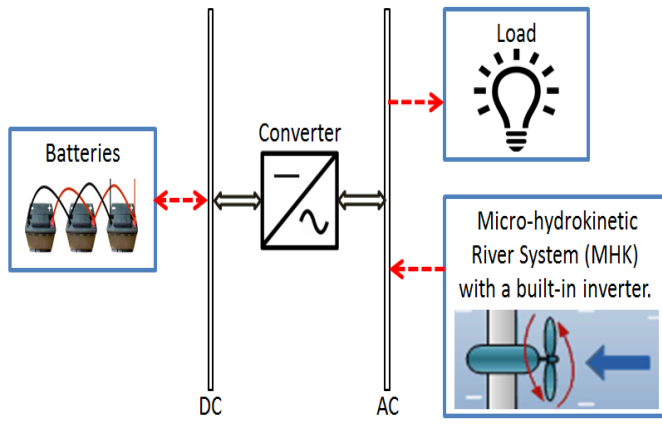 Load
Converter
Batteries
Micro-hydrokinetic
River System (MHK)
with a built-in inverter.
DC
AC